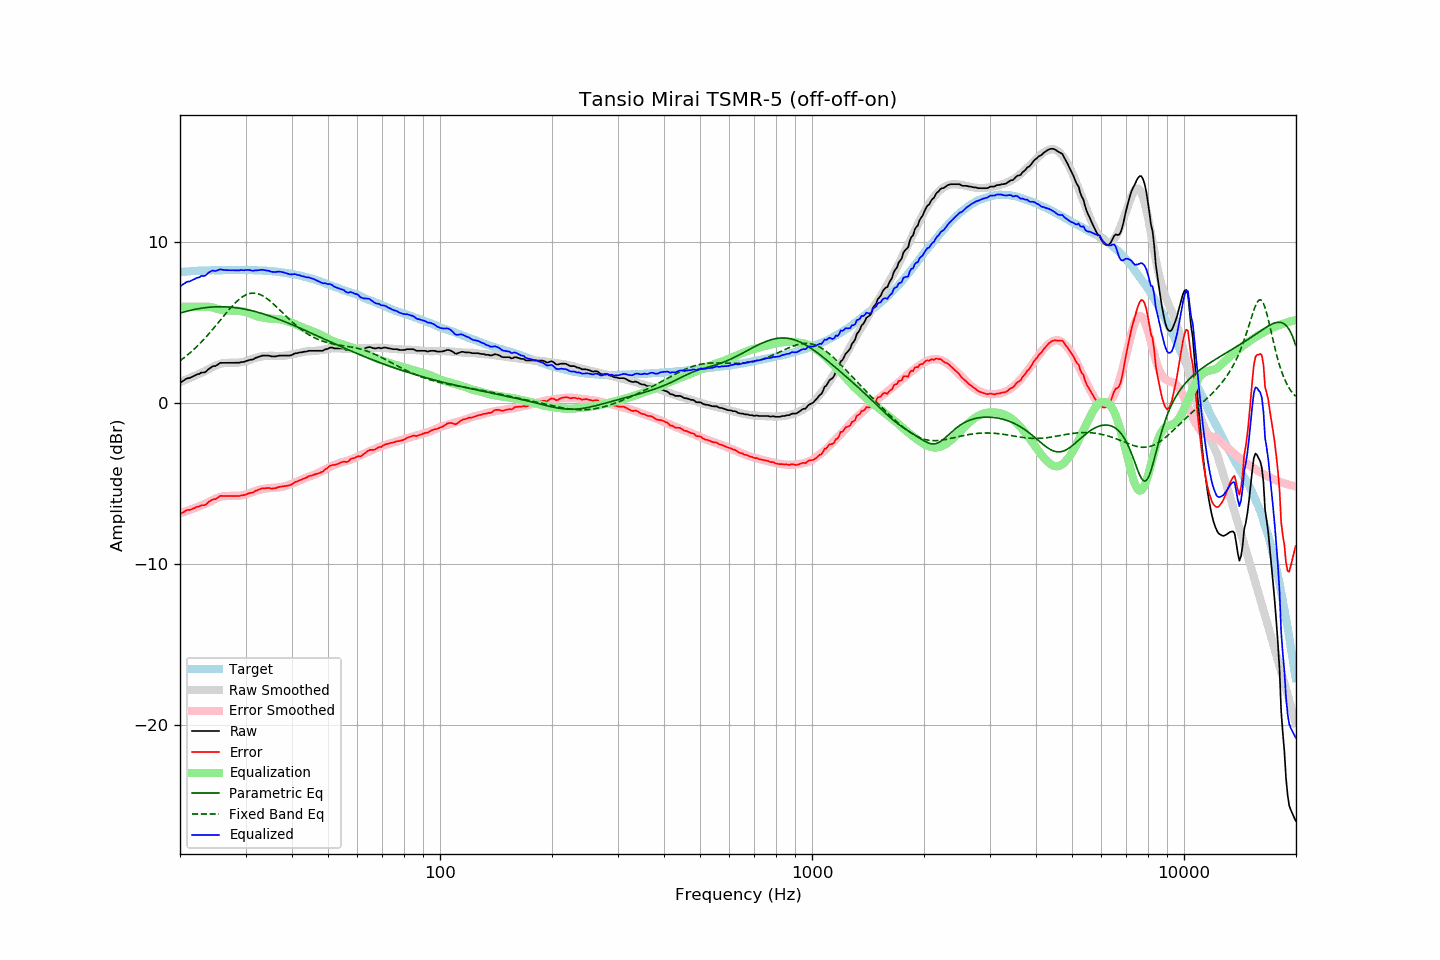 Tansio Mirai TSMR-5 (off-off-on)
Amplitude (dBr)
10
0
−10
−20
Target
Raw Smoothed
Error Smoothed
Raw
Error
Equalization
Parametric Eq
Fixed Band Eq
Equalized
100
1000
10000
Frequency (Hz)